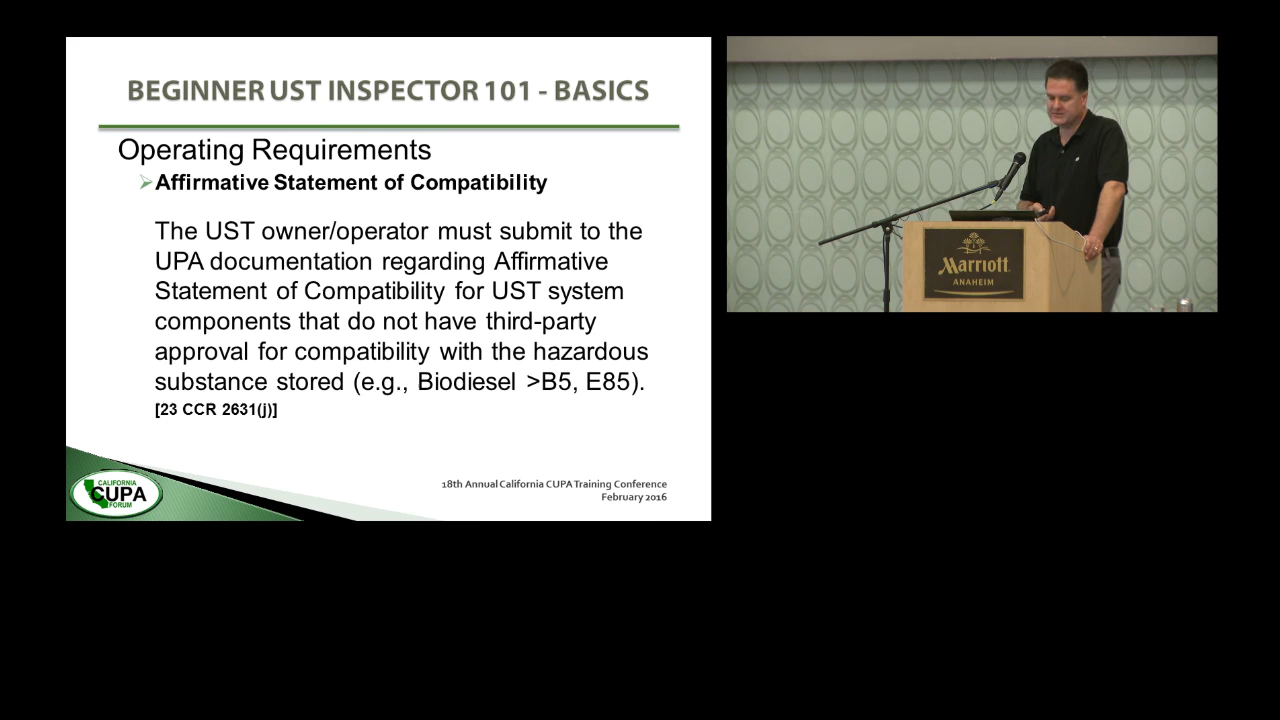 BEGINNER UST INSPECTOR 101 - BASICS
Operating Requirements
Affirmative Statement of Compatibility
The UST owner/operator must submit to the
UPA documentation regarding Affirmative
Statement of Compatibility for UST system
components that do not have third-party
approval for compatibility with the hazardous
substance stored (e.g., Biodiesel >B5, E85).
[23 CCR 2631(j)]
18th Annual California CUPA Training Conference
February 2016
CALIFORNIA
CUPA
FORUM
Marriott
ANAHEIM